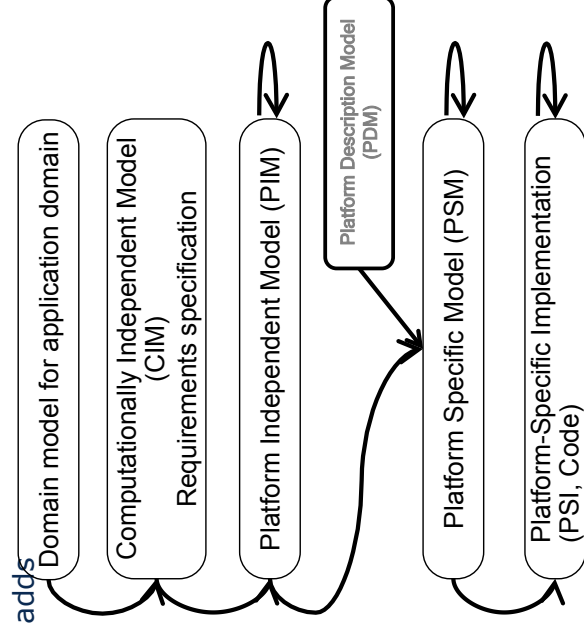 adds
Domain model for application domain
Computationally Independent Model
(CIM)
Requirements specification
Platform Independent Model (PIM)
Platform Description Model
(PDM)
Platform Specific Model (PSM)
Platform-Specific Implementation
(PSI, Code)